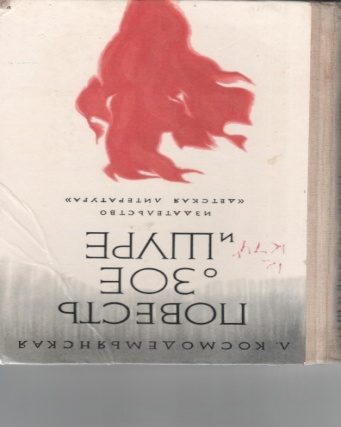 Л. КОСМОДЕМЬЯНСКАЯ
ПОВЕСТЬ
О ЗОЕ
И ШУРЕ
ИЗДАТЕЛЬСТВО
«ДЕТСКАЯ ЛИТЕРАТУРА»